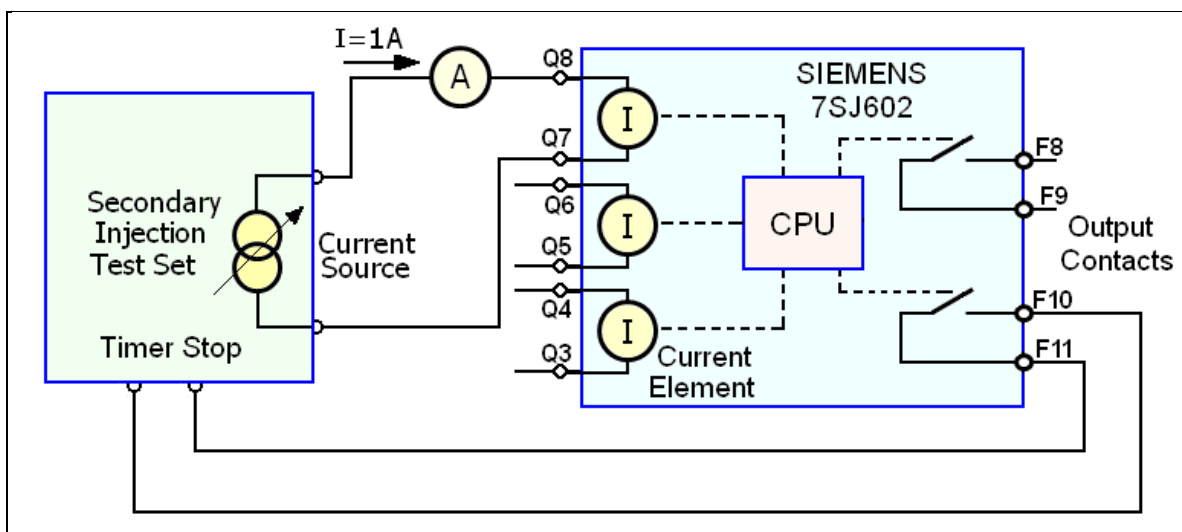 I=1A
A
Q8
I
Q7
Q6
I
Q5
Q4
I
Q3
Secondary
Injection
Test Set
Current
Source
Timer Stop
Current
Element
SIEMENS
7SJ602
CPU
F8
F9
Output
Contacts
F10
F11